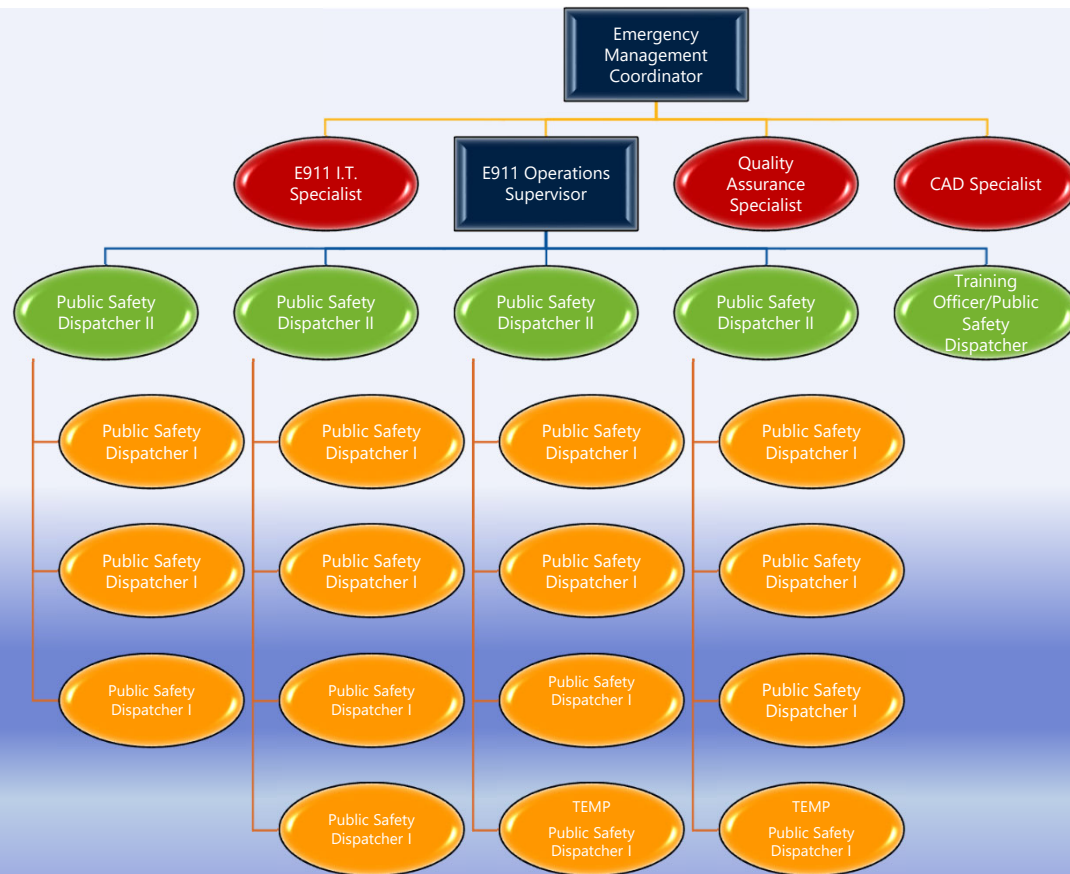 Emergency
Management
Coordinator
E911 I.T.
Specialist
E911 Operations
Supervisor
Quality
Assurance
Specialist
CAD Specialist
Public Safety
Dispatcher II
Public Safety
Dispatcher II
Public Safety
Dispatcher II
Public Safety
Dispatcher II
Training
Officer/Public
Safety
Dispatcher
Public Safety
Dispatcher I
Public Safety
Dispatcher I
Public Safety
Dispatcher I
Public Safety
Dispatcher I
Public Safety
Dispatcher I
Public Safety
Dispatcher I
Public Safety
Dispatcher I
Public Safety
Dispatcher I
Public Safety
Dispatcher I
Public Safety
Dispatcher I
Public Safety
Dispatcher I
Public Safety
Dispatcher I
Public Safety
Dispatcher I
TEMP
Public Safety
Dispatcher I
TEMP
Public Safety
Dispatcher I